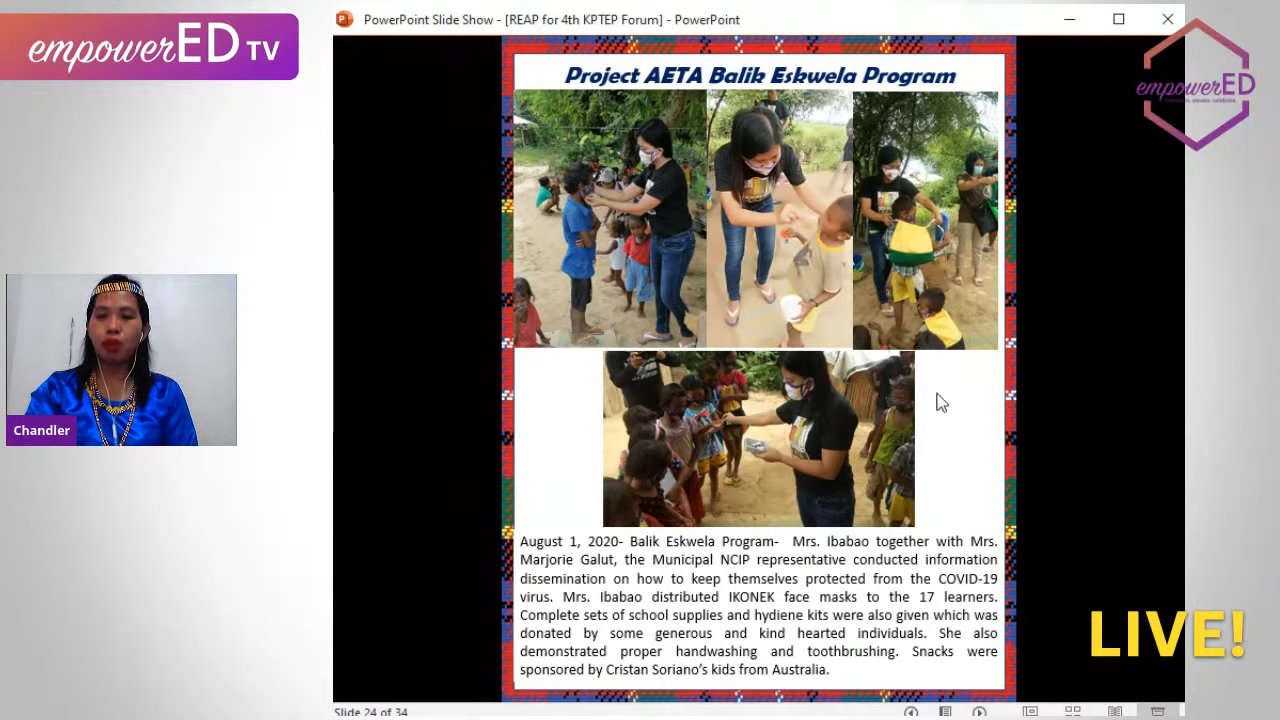 empowerED TV
PowerPoint Slide Show - [REAP for 4th KPTEP Forum] - PowerPoint
empowerED
Project AETA Balik Eskwela Program
Chandler
August 1, 2020- Balik Eskwela Program- Mrs. Ibabao together with Mrs.
Marjorie Galut, the Municipal NCIP representative conducted information
dissemination on how to keep themselves protected from the COVID-19
virus. Mrs. Ibabao distributed IKONEK face masks to the 17 learners.
Complete sets of school supplies and hydiene kits were also given which was
donated by some generous and kind hearted individuals. She also
demonstrated proper handwashing and toothbrushing. Snacks were
sponsored by Cristan Soriano's kids from Australia.
LIVE!
Slide 24 of 34